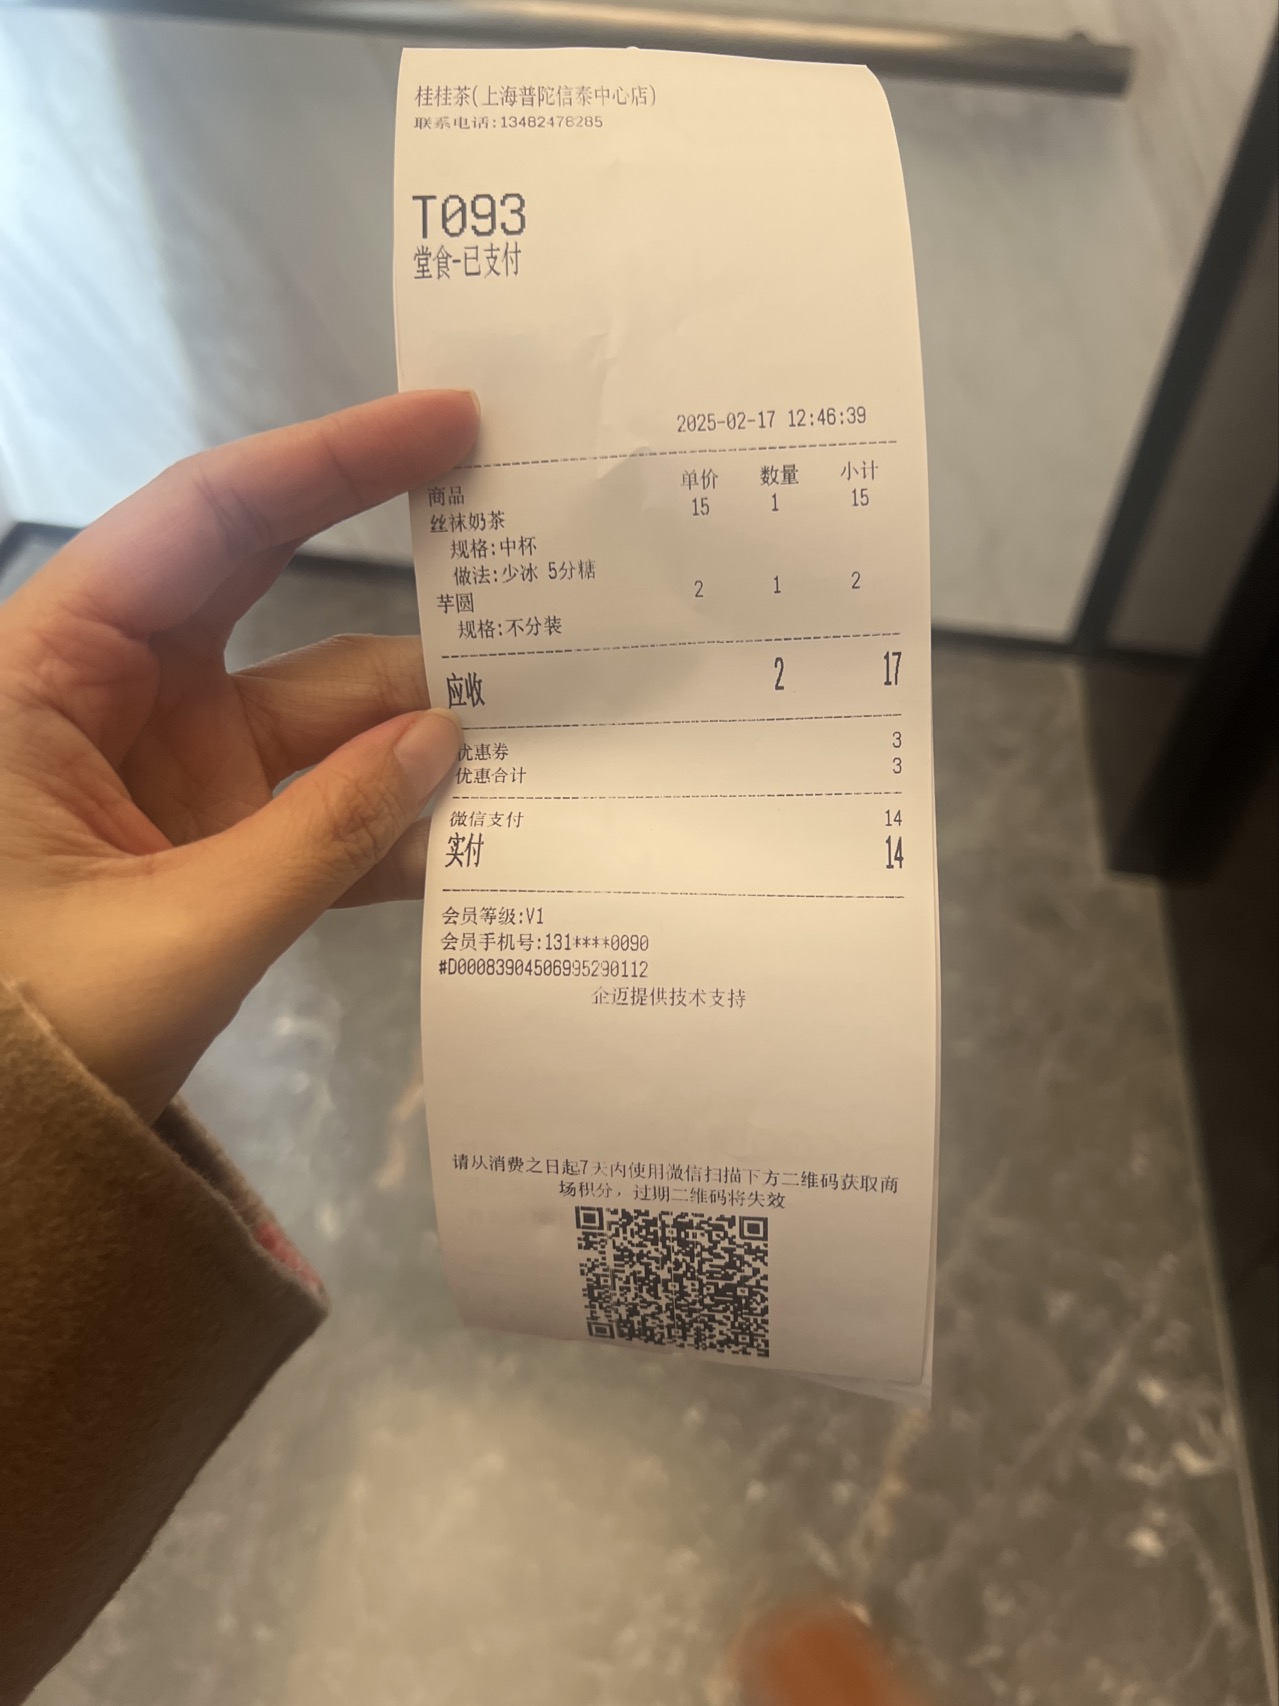 桂桂茶(上海普陀信泰中心店)
联系电话:13482478285
T093
堂食-已支付
2025-02-17 12:46:39
商品 单价 数量 小计
丝袜奶茶 15 1 15
规格:中杯
做法:少冰 5分糖
芋圆 2 1 2
规格:不分装
应收 2 17
优惠券 3
优惠合计 3
微信支付 14
实付 14
会员等级:V1
会员手机号:131****0090
#D00083904506995290112
企迈提供技术支持
请从消费之日起7天内使用微信扫描下方二维码获取商
场积分，过期二维码将失效